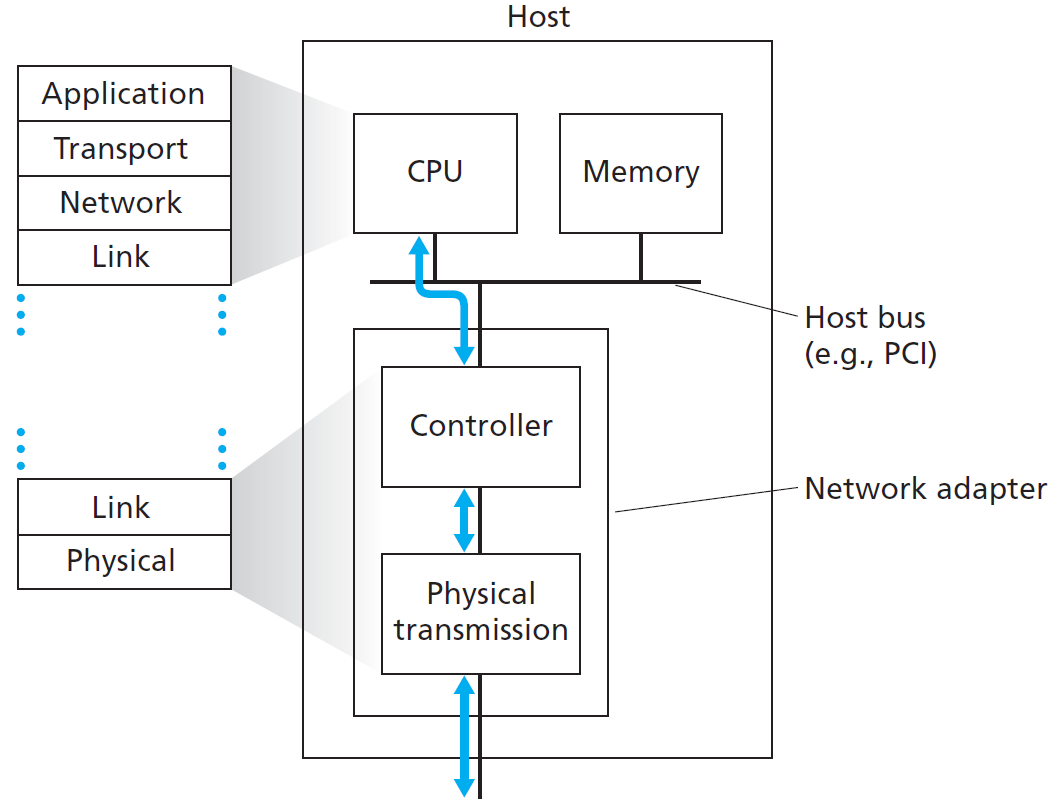 Host
Application
Transport
Network
Link
CPU
Memory
Host bus
(e.g., PCI)
Controller
Network adapter
Link
Physical
Physical
transmission